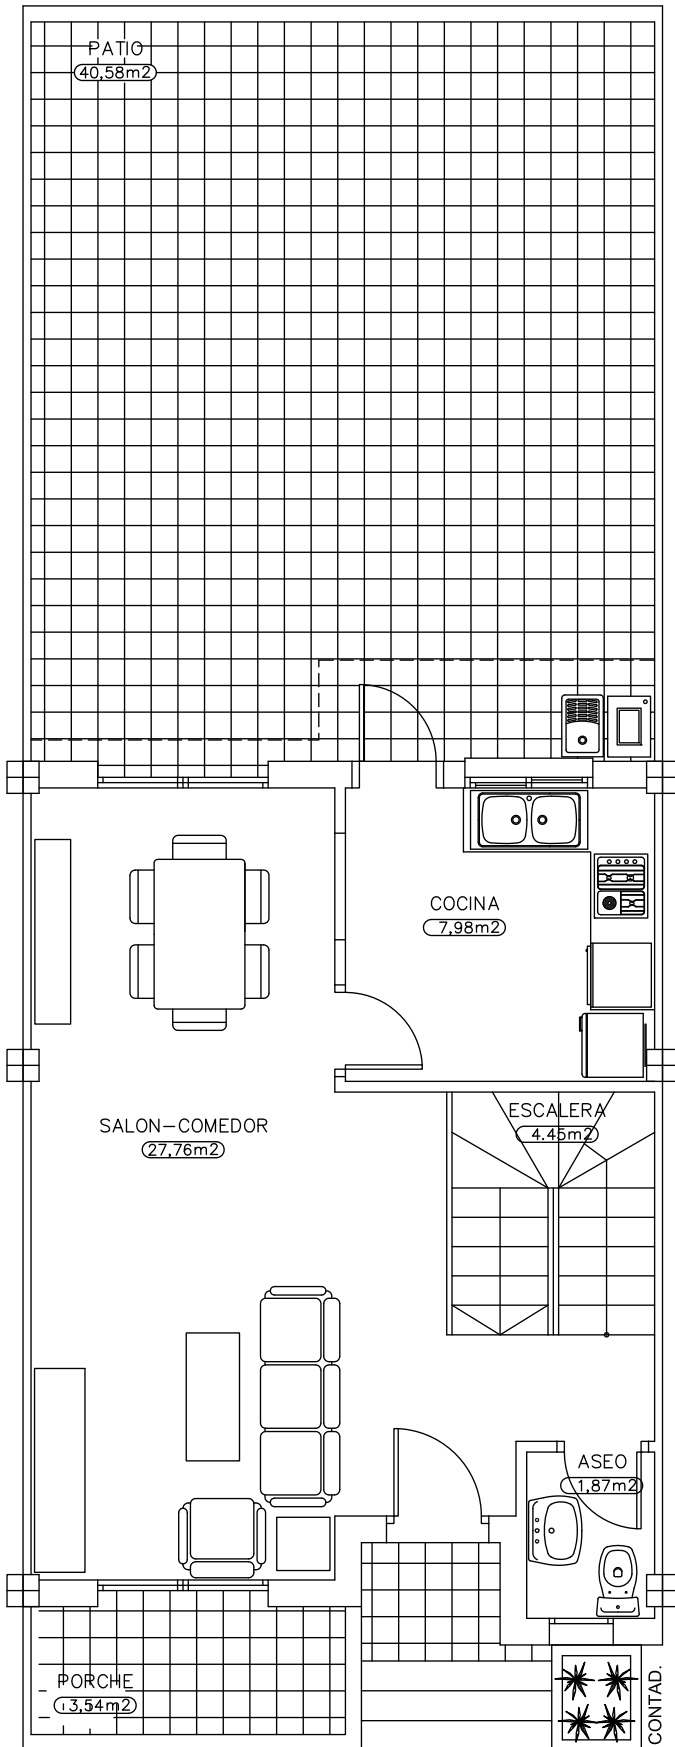 PATIO
40,58m2
COCINA
7,98m2
ESCALERA
4.45m2
SALON-COMEDOR
27,76m2
ASEO
1,87m2
PORCHE
13,54m2
CONTAD.